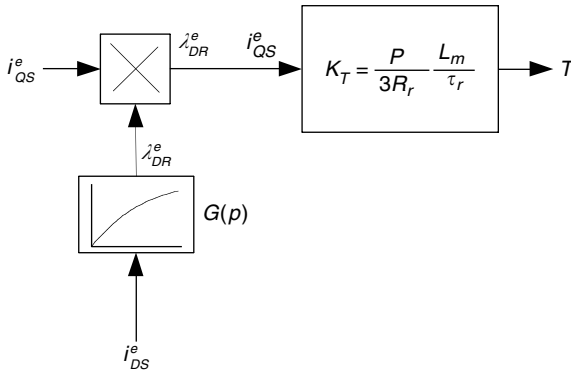 λ^e_DR i^e_QS
i^e_QS
K_T = P/(3R_r) L_m/τ_r
T
λ^e_DR
G(p)
i^e_DS